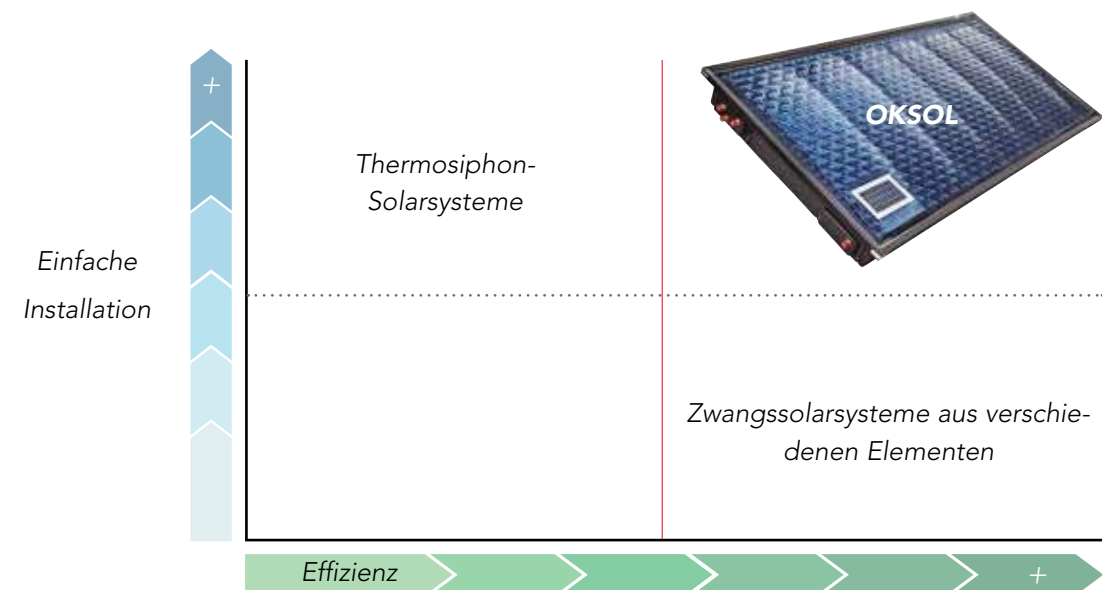 +
OKSOL
Thermosiphon-
Solarsysteme
Einfache
Installation
Zwangssolarsysteme aus verschie-
denen Elementen
Effizienz
+